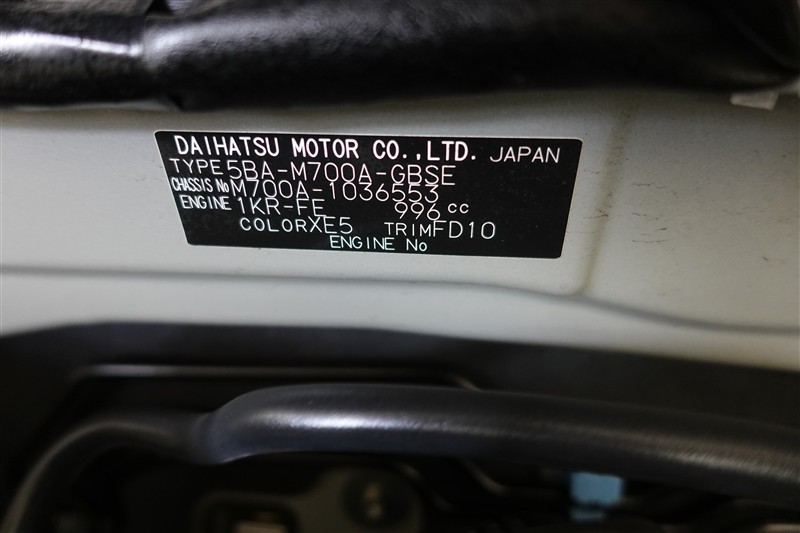 DAIHATSU MOTOR CO.,LTD. JAPAN
TYPE 5BA-M700A-GBSE
CHASSIS No M700A-1036553
ENGINE 1KR-FE 996 cc
COLOR XE5 TRIM FD10
ENGINE No